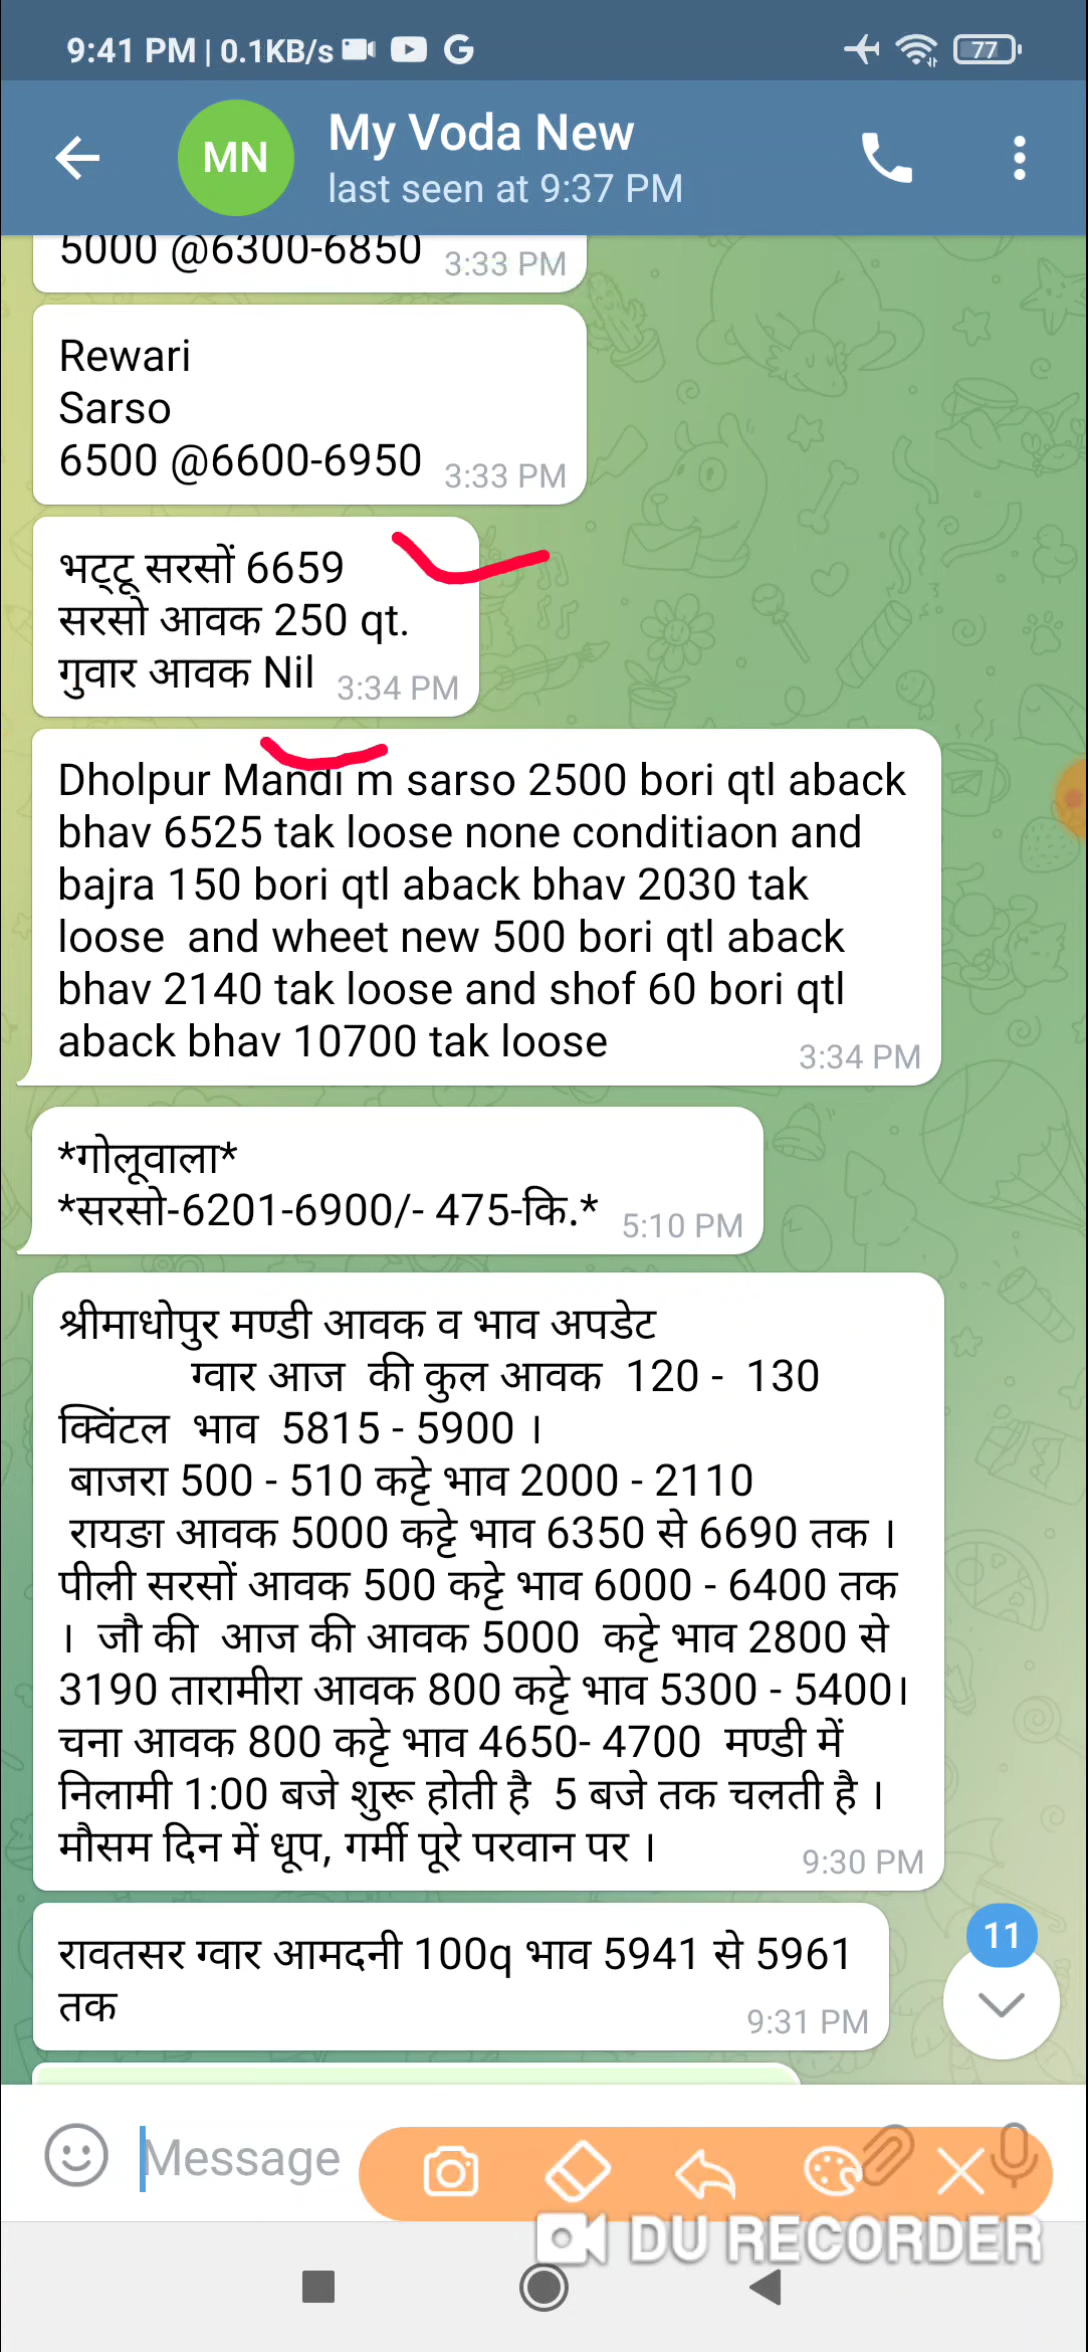 9:41 PM | 0.1KB/s
77
MN
My Voda New
last seen at 9:37 PM
5000 @6300-6850 3:33 PM
Rewari
Sarso
6500 @6600-6950 3:33 PM
भट्टू सरसों 6659
सरसो आवक 250 qt.
गुवार आवक Nil 3:34 PM
Dholpur Mandi m sarso 2500 bori qtl aback
bhav 6525 tak loose none conditiaon and
bajra 150 bori qtl aback bhav 2030 tak
loose and wheet new 500 bori qtl aback
bhav 2140 tak loose and shof 60 bori qtl
aback bhav 10700 tak loose 3:34 PM
*गोलूवाला*
*सरसो-6201-6900/- 475-कि.* 5:10 PM
श्रीमाधोपुर मण्डी आवक व भाव अपडेट
ग्वार आज की कुल आवक 120 - 130
क्विंटल भाव 5815 - 5900 ।
बाजरा 500 - 510 कट्टे भाव 2000 - 2110
रायङा आवक 5000 कट्टे भाव 6350 से 6690 तक ।
पीली सरसों आवक 500 कट्टे भाव 6000 - 6400 तक
। जौ की आज की आवक 5000 कट्टे भाव 2800 से
3190 तारामीरा आवक 800 कट्टे भाव 5300 - 5400।
चना आवक 800 कट्टे भाव 4650- 4700 मण्डी में
निलामी 1:00 बजे शुरू होती है 5 बजे तक चलती है ।
मौसम दिन में धूप, गर्मी पूरे परवान पर । 9:30 PM
रावतसर ग्वार आमदनी 100q भाव 5941 से 5961
तक 9:31 PM
11
Message
DU RECORDER